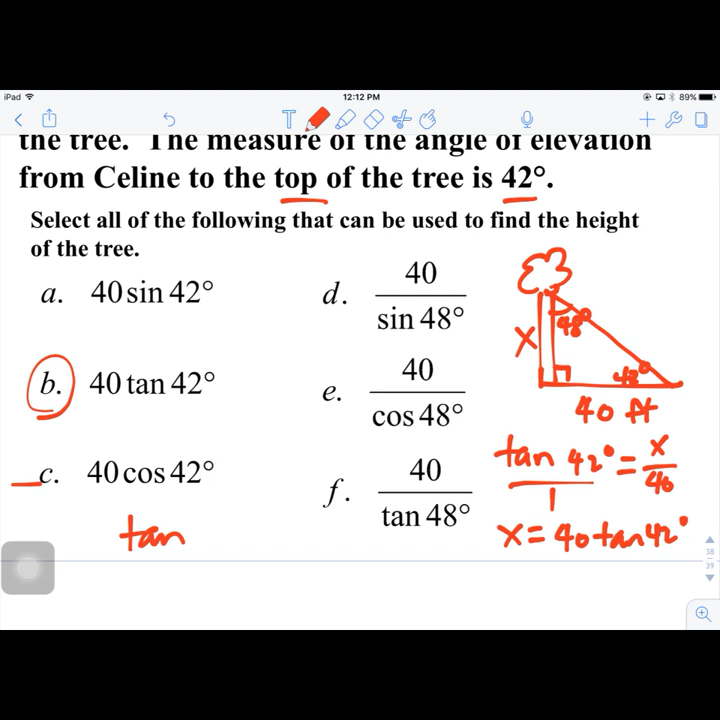 iPad 12:12 PM 89%
T
the tree. The measure of the angle of elevation
from Celine to the top of the tree is 42°.
Select all of the following that can be used to find the height
of the tree.
a. 40 sin 42°
b. 40 tan 42°
c. 40 cos 42°
tan
d. 40
sin 48°
e. 40
cos 48°
f. 40
tan 48°
48°
X
42°
40 ft
tan 42° = x
1 40
x = 40 tan 42°
38
39